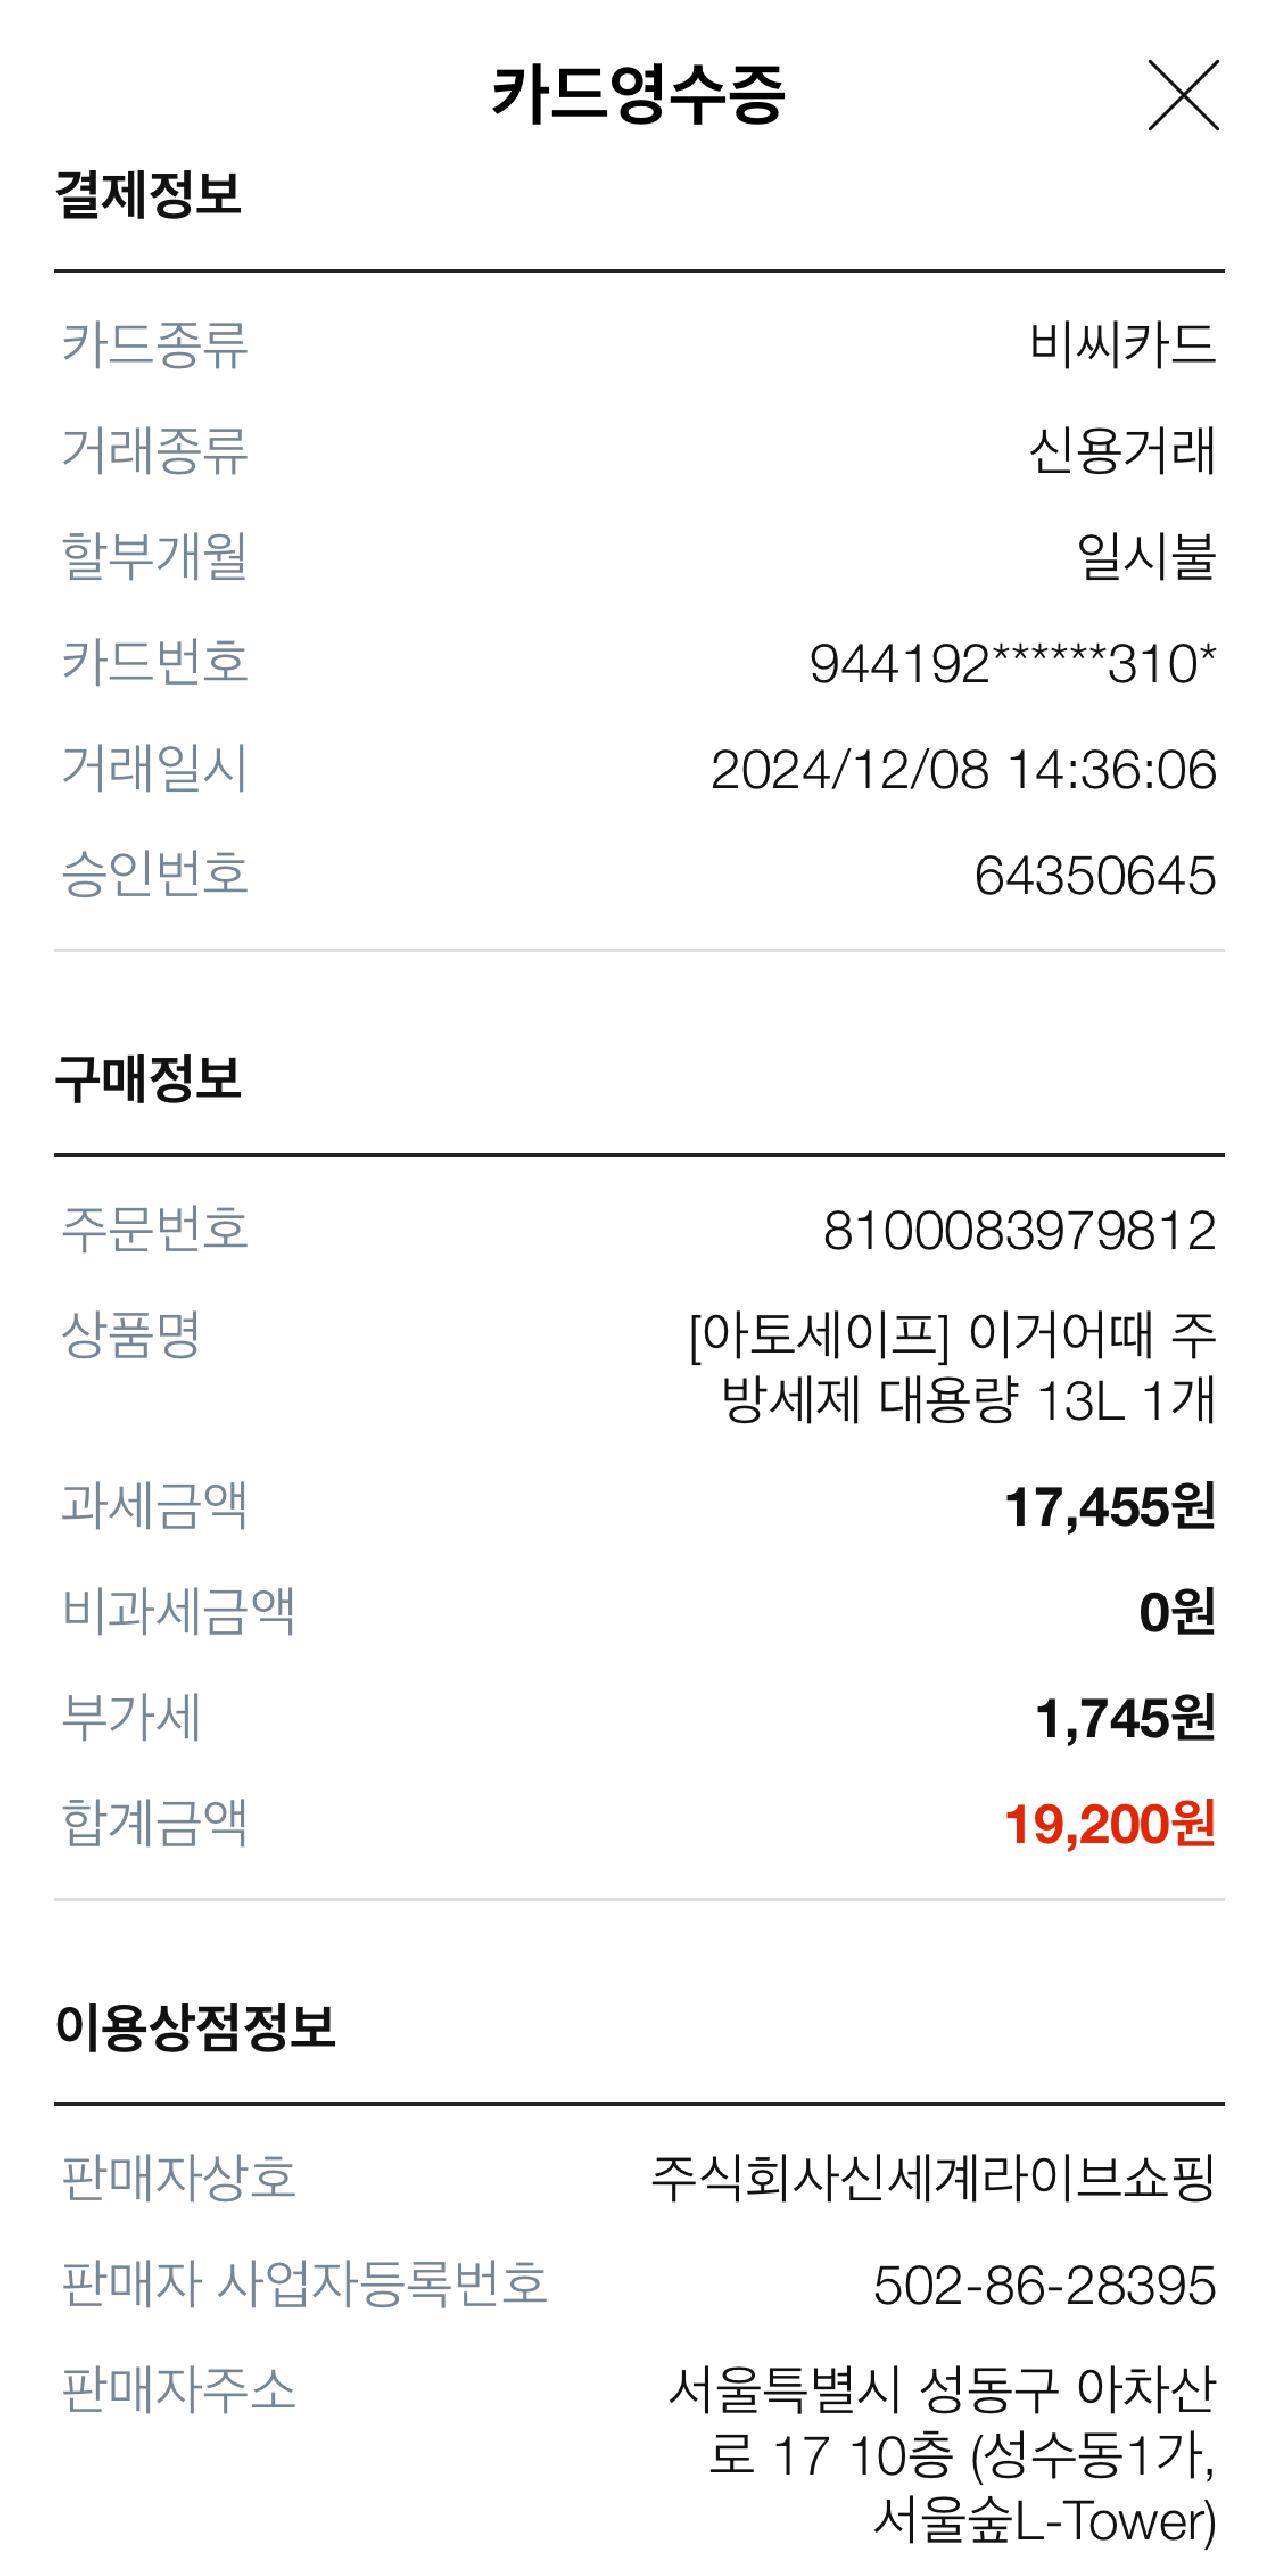 카드영수증
결제정보
카드종류 비씨카드
거래종류 신용거래
할부개월 일시불
카드번호 944192******310*
거래일시 2024/12/08 14:36:06
승인번호 64350645
구매정보
주문번호 8100083979812
상품명 [아토세이프] 이거어때 주
방세제 대용량 13L 1개
과세금액 17,455원
비과세금액 0원
부가세 1,745원
합계금액 19,200원
이용상점정보
판매자상호 주식회사신세계라이브쇼핑
판매자 사업자등록번호 502-86-28395
판매자주소 서울특별시 성동구 아차산
로 17 10층 (성수동1가,
서울숲L-Tower)